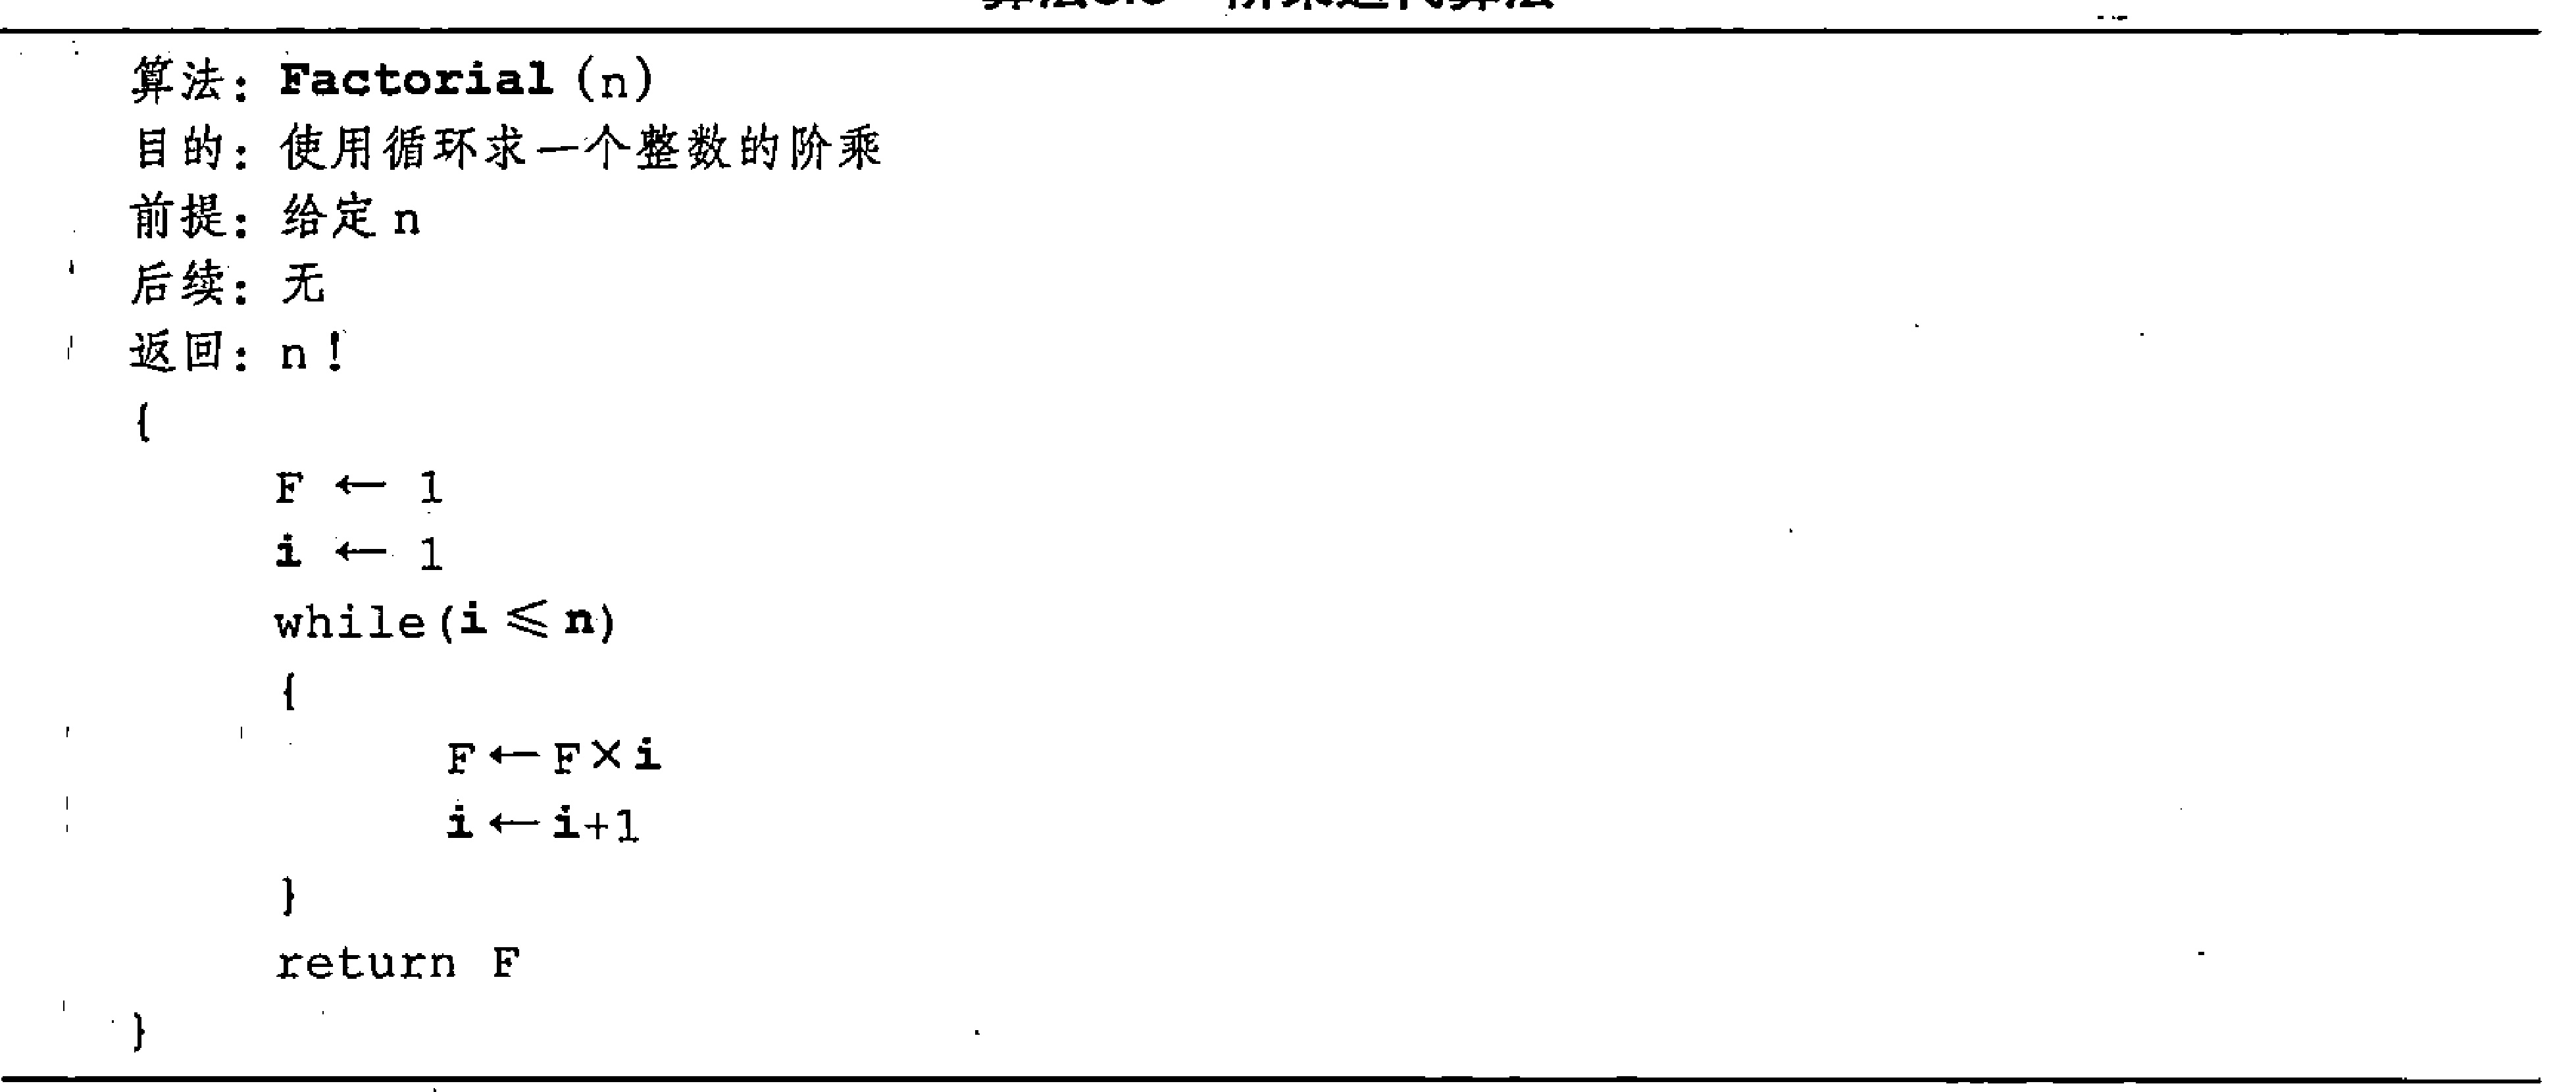 算法：Factorial (n)
目的：使用循环求一个整数的阶乘
前提：给定 n
后续：无
返回：n！
{
F ← 1
i ← 1
while(i ≤ n)
{
F←F×i
i←i+1
}
return F
}